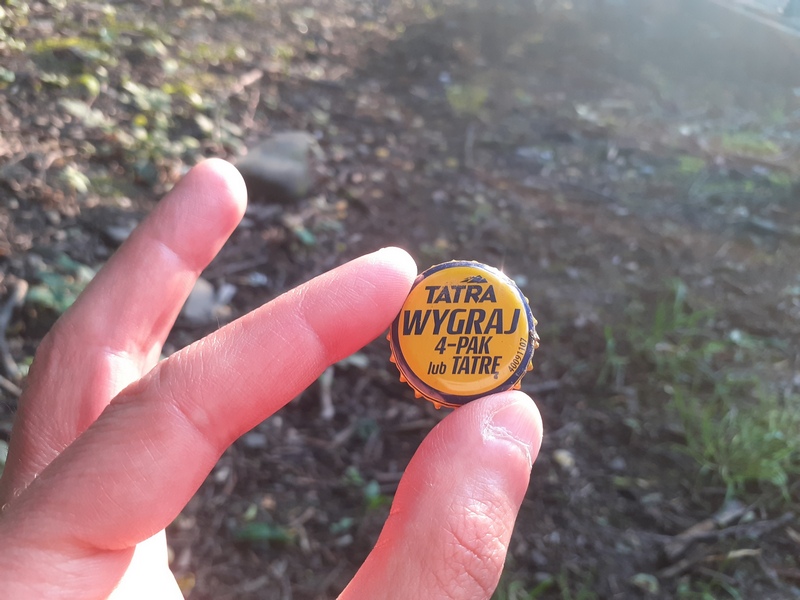 TATRA
WYGRAJ
4-PAK
lub TATRĘ
40091107